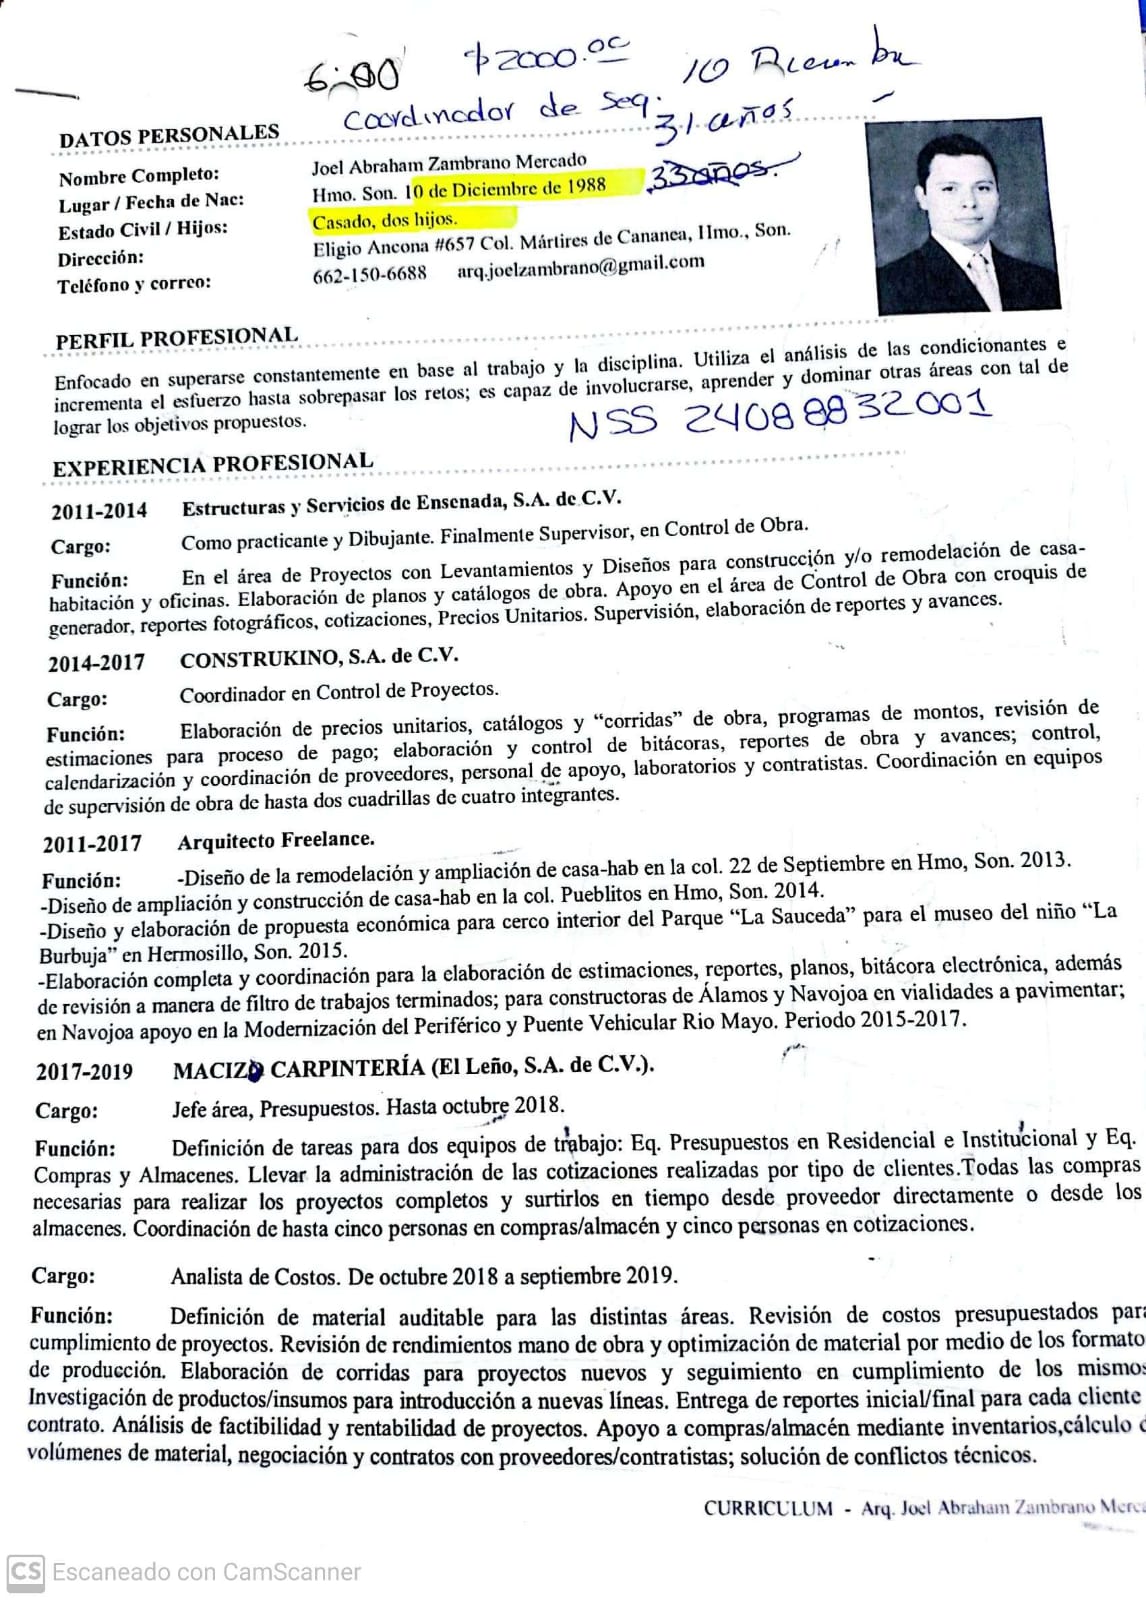 6:00 $2000.00 10 Diciembre
Coordinador de Seg.
31 años
DATOS PERSONALES
Nombre Completo: Joel Abraham Zambrano Mercado
Lugar / Fecha de Nac: Hmo. Son. 10 de Diciembre de 1988 33 años.
Estado Civil / Hijos: Casado, dos hijos.
Dirección: Eligio Ancona #657 Col. Mártires de Cananea, Hmo., Son.
Teléfono y correo: 662-150-6688 arq.joelzambrano@gmail.com
PERFIL PROFESIONAL
Enfocado en superarse constantemente en base al trabajo y la disciplina. Utiliza el análisis de las condicionantes e
incrementa el esfuerzo hasta sobrepasar los retos; es capaz de involucrarse, aprender y dominar otras áreas con tal de
lograr los objetivos propuestos.
NSS 24088832001
EXPERIENCIA PROFESIONAL
2011-2014 Estructuras y Servicios de Ensenada, S.A. de C.V.
Cargo: Como practicante y Dibujante. Finalmente Supervisor, en Control de Obra.
Función: En el área de Proyectos con Levantamientos y Diseños para construcción y/o remodelación de casa-
habitación y oficinas. Elaboración de planos y catálogos de obra. Apoyo en el área de Control de Obra con croquis de
generador, reportes fotográficos, cotizaciones, Precios Unitarios. Supervisión, elaboración de reportes y avances.
2014-2017 CONSTRUKINO, S.A. de C.V.
Cargo: Coordinador en Control de Proyectos.
Función: Elaboración de precios unitarios, catálogos y “corridas” de obra, programas de montos, revisión de
estimaciones para proceso de pago; elaboración y control de bitácoras, reportes de obra y avances; control,
calendarización y coordinación de proveedores, personal de apoyo, laboratorios y contratistas. Coordinación en equipos
de supervisión de obra de hasta dos cuadrillas de cuatro integrantes.
2011-2017 Arquitecto Freelance.
Función: -Diseño de la remodelación y ampliación de casa-hab en la col. 22 de Septiembre en Hmo, Son. 2013.
-Diseño de ampliación y construcción de casa-hab en la col. Pueblitos en Hmo, Son. 2014.
-Diseño y elaboración de propuesta económica para cerco interior del Parque “La Sauceda” para el museo del niño “La
Burbuja” en Hermosillo, Son. 2015.
-Elaboración completa y coordinación para la elaboración de estimaciones, reportes, planos, bitácora electrónica, además
de revisión a manera de filtro de trabajos terminados; para constructoras de Álamos y Navojoa en vialidades a pavimentar;
en Navojoa apoyo en la Modernización del Periférico y Puente Vehicular Rio Mayo. Periodo 2015-2017.
2017-2019 MACIZO CARPINTERÍA (El Leño, S.A. de C.V.).
Cargo: Jefe área, Presupuestos. Hasta octubre 2018.
Función: Definición de tareas para dos equipos de trabajo: Eq. Presupuestos en Residencial e Institucional y Eq.
Compras y Almacenes. Llevar la administración de las cotizaciones realizadas por tipo de clientes.Todas las compras
necesarias para realizar los proyectos completos y surtirlos en tiempo desde proveedor directamente o desde los
almacenes. Coordinación de hasta cinco personas en compras/almacén y cinco personas en cotizaciones.
Cargo: Analista de Costos. De octubre 2018 a septiembre 2019.
Función: Definición de material auditable para las distintas áreas. Revisión de costos presupuestados para
cumplimiento de proyectos. Revisión de rendimientos mano de obra y optimización de material por medio de los formato
de producción. Elaboración de corridas para proyectos nuevos y seguimiento en cumplimiento de los mismos
Investigación de productos/insumos para introducción a nuevas líneas. Entrega de reportes inicial/final para cada cliente
contrato. Análisis de factibilidad y rentabilidad de proyectos. Apoyo a compras/almacén mediante inventarios,cálculo
volúmenes de material, negociación y contratos con proveedores/contratistas; solución de conflictos técnicos.
CURRICULUM - Arq. Joel Abraham Zambrano Merca
CS Escaneado con CamScanner